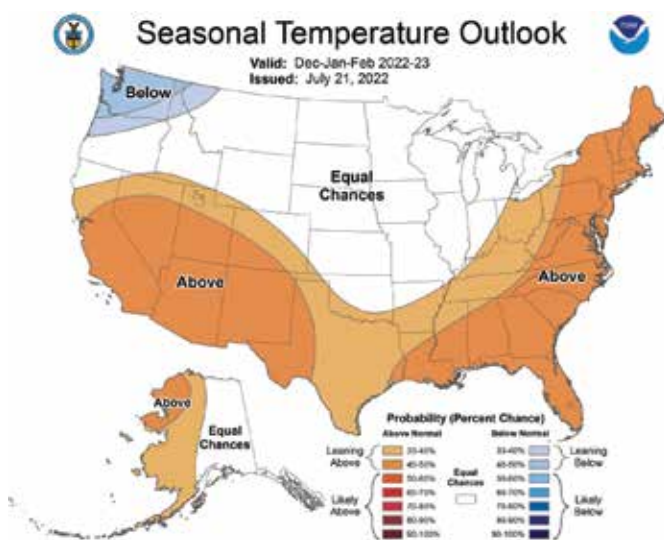 Seasonal Temperature Outlook
Valid: Dec-Jan-Feb 2022-23
Issued: July 21, 2022
Below
Equal
Chances
Above
Above
Above
Equal
Chances
Probability (Percent Chance)
Above Normal
Below Normal
Leaning
Above
Likely
Above
33-40%
40-50%
50-60%
60-70%
70-80%
80-90%
90-100%
Equal
Chances
33-40%
40-50%
50-60%
60-70%
70-80%
80-90%
90-100%
Leaning
Below
Likely
Below